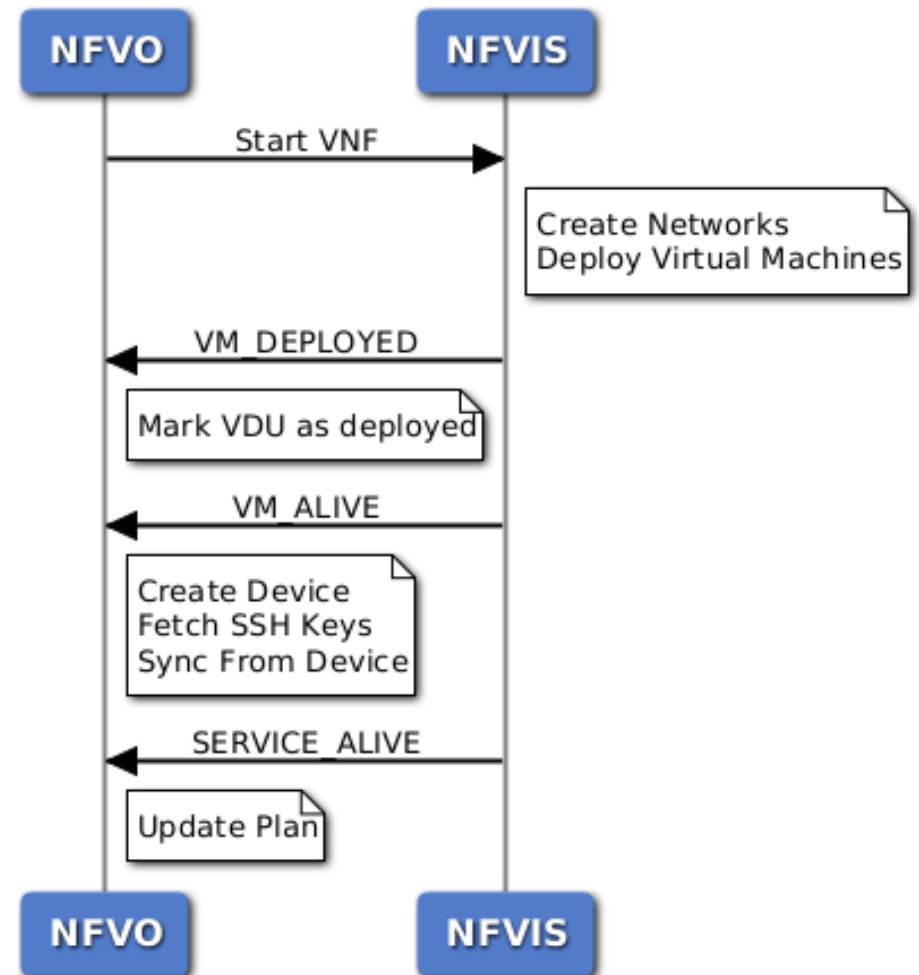 NFVO
NFVIS
Start VNF
Create Networks
Deploy Virtual Machines
VM_DEPLOYED
Mark VDU as deployed
VM_ALIVE
Create Device
Fetch SSH Keys
Sync From Device
SERVICE_ALIVE
Update Plan
NFVO
NFVIS